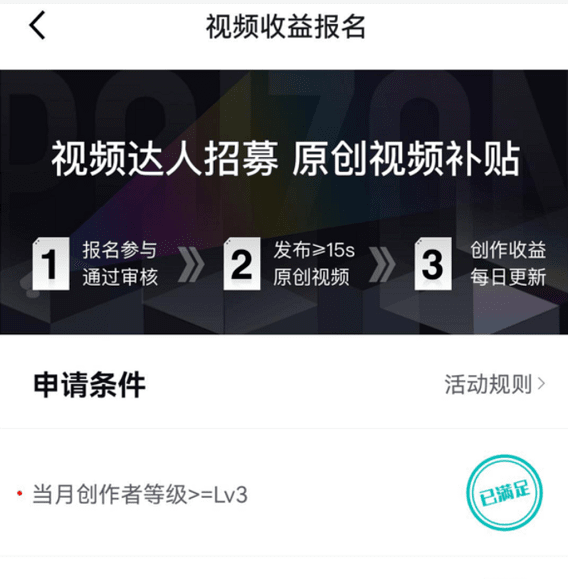 视频收益报名
POIZON
视频达人招募 原创视频补贴
1
报名参与
通过审核
2
发布≥15s
原创视频
3
创作收益
每日更新
申请条件
活动规则
当月创作者等级>=Lv3
已满足